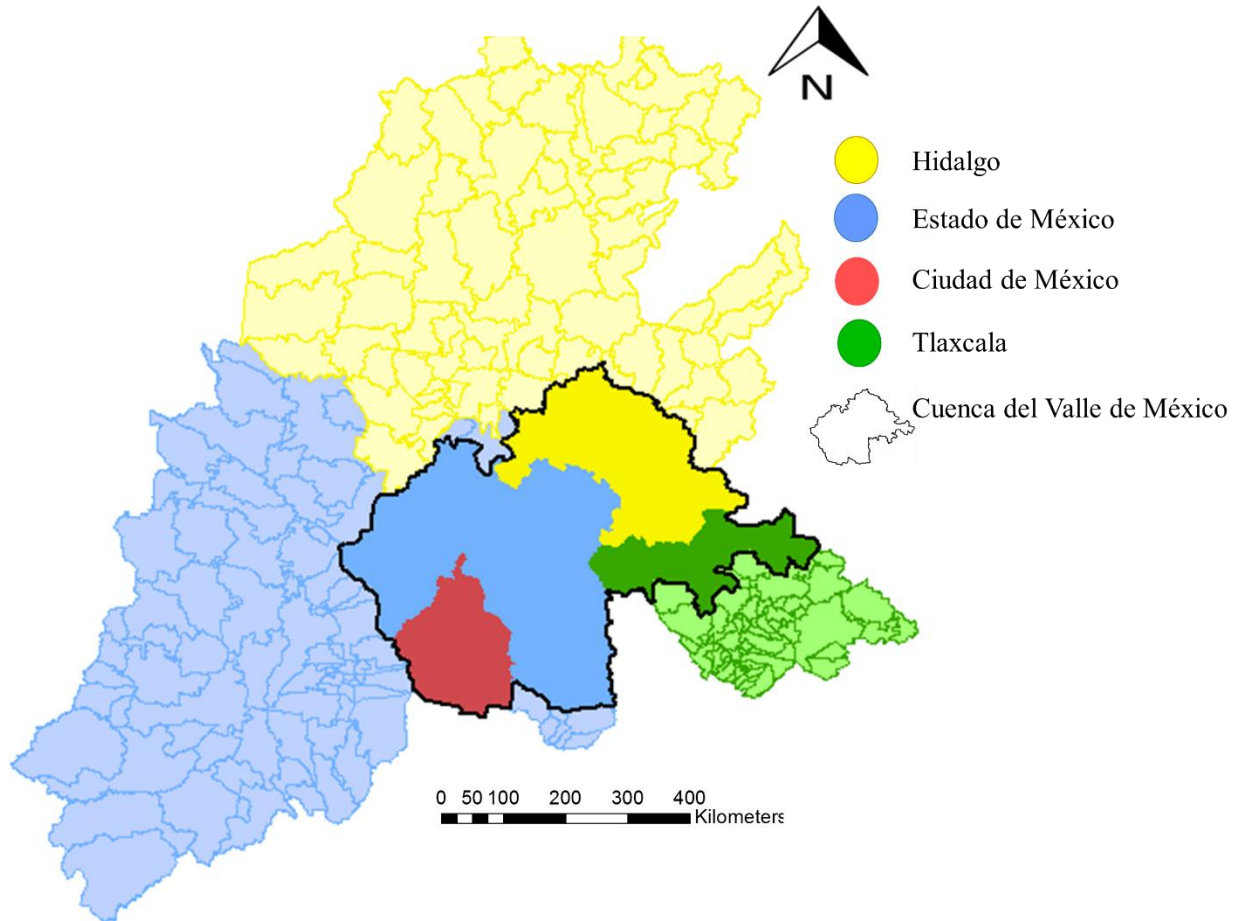 N
Hidalgo
Estado de México
Ciudad de México
Tlaxcala
Cuenca del Valle de México
0 50 100 200 300 400
Kilometers